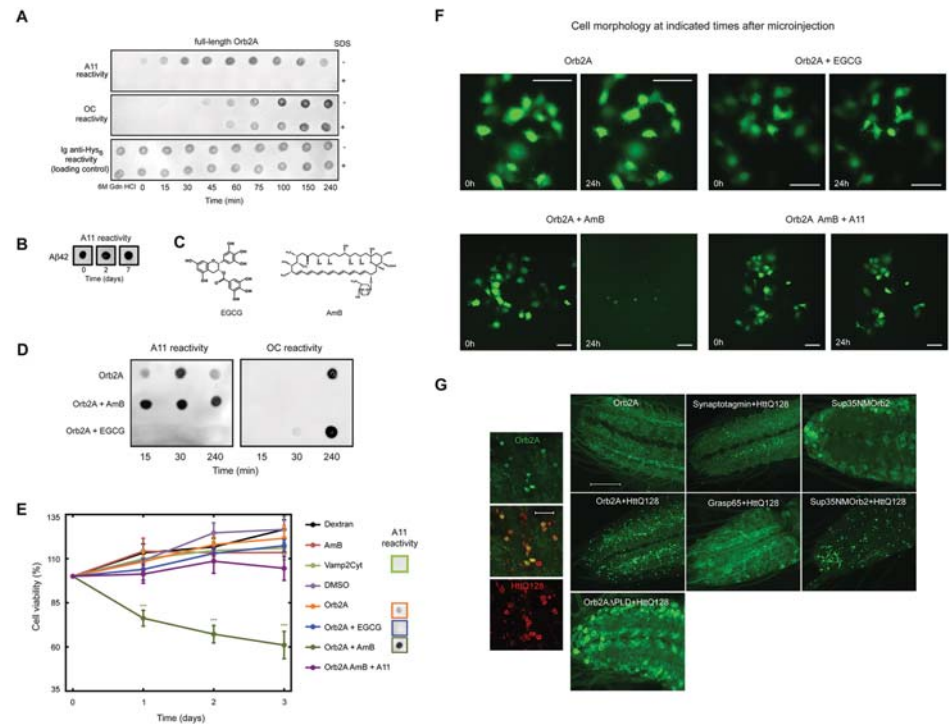 A
full-length Orb2A
SDS
A11
reactivity
-
+
OC
reactivity
-
+
Ig anti-Hys6
reactivity
(loading control)
-
+
6M Gdn HCl 0 15 30 45 60 75 100 150 240
Time (min)
B
A11 reactivity
Aβ42
0 2 7
Time (days)
C
EGCG
AmB
D
A11 reactivity
OC reactivity
Orb2A
Orb2A + AmB
Orb2A + EGCG
15 30 240 15 30 240
Time (min)
E
135
110
85
60
35
Cell viability (%)
0 1 2 3
Time (days)
Dextran
AmB
Vamp2Cyt
DMSO
Orb2A
Orb2A + EGCG
Orb2A + AmB
Orb2A AmB + A11
A11
reactivity
F
Cell morphology at indicated times after microinjection
Orb2A
Orb2A + EGCG
0h 24h 0h 24h
Orb2A + AmB
Orb2A AmB + A11
0h 24h 0h 24h
G
Orb2A
HttQ128
Orb2A
Synaptotagmin+HttQ128
Sup35NMOrb2
Orb2A+HttQ128
Grasp65+HttQ128
Sup35NMOrb2+HttQ128
Orb2AΔPLD+HttQ128